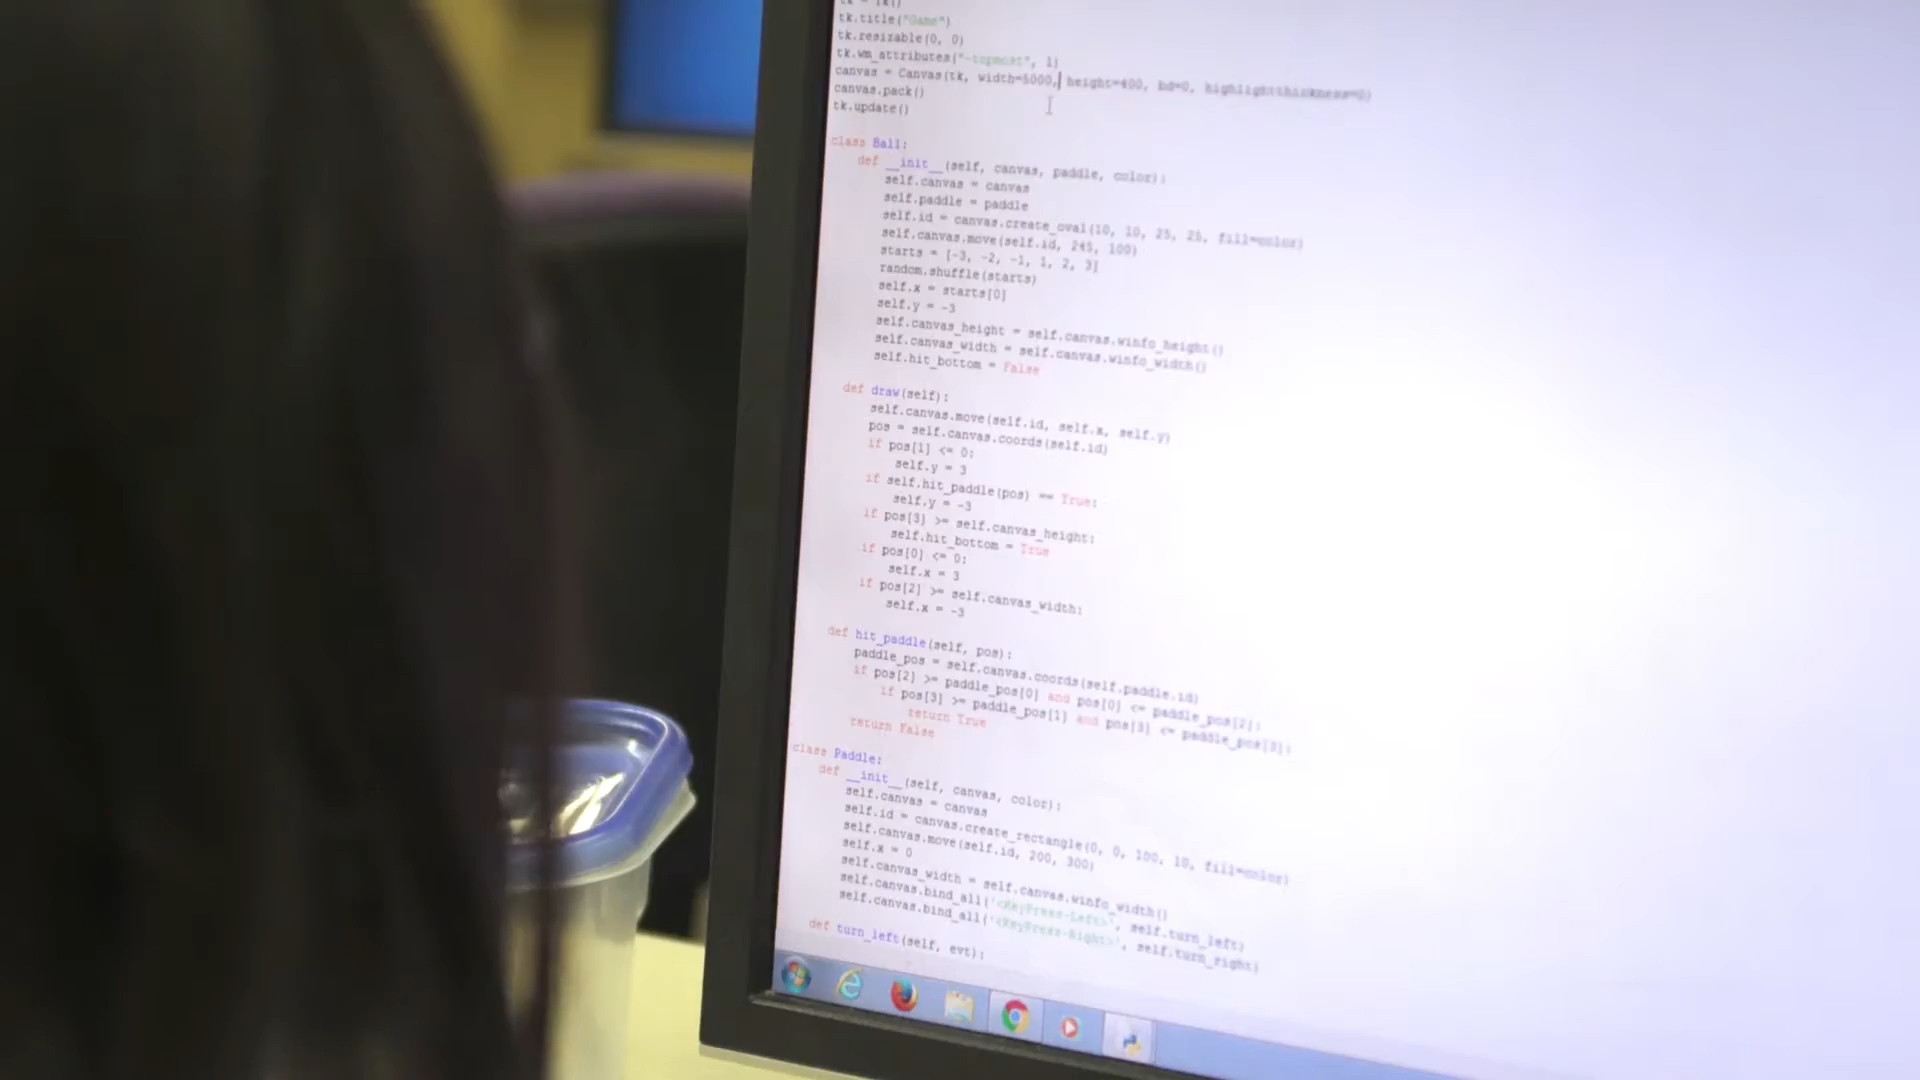 tk = Tk()
tk.title("Game")
tk.resizable(0, 0)
tk.wm_attributes("-topmost", 1)
canvas = Canvas(tk, width=5000, height=400, bd=0, highlightthickness=0)
canvas.pack()
tk.update()
class Ball:
def __init__(self, canvas, paddle, color):
self.canvas = canvas
self.paddle = paddle
self.id = canvas.create_oval(10, 10, 25, 25, fill=color)
self.canvas.move(self.id, 245, 100)
starts = [-3, -2, -1, 1, 2, 3]
random.shuffle(starts)
self.x = starts[0]
self.y = -3
self.canvas_height = self.canvas.winfo_height()
self.canvas_width = self.canvas.winfo_width()
self.hit_bottom = False
def draw(self):
self.canvas.move(self.id, self.x, self.y)
pos = self.canvas.coords(self.id)
if pos[1] <= 0:
self.y = 3
if self.hit_paddle(pos) == True:
self.y = -3
if pos[3] >= self.canvas_height:
self.hit_bottom = True
if pos[0] <= 0:
self.x = 3
if pos[2] >= self.canvas_width:
self.x = -3
def hit_paddle(self, pos):
paddle_pos = self.canvas.coords(self.paddle.id)
if pos[2] >= paddle_pos[0] and pos[0] <= paddle_pos[2]:
if pos[3] >= paddle_pos[1] and pos[3] <= paddle_pos[3]:
return True
return False
class Paddle:
def __init__(self, canvas, color):
self.canvas = canvas
self.id = canvas.create_rectangle(0, 0, 100, 10, fill=color)
self.canvas.move(self.id, 200, 300)
self.x = 0
self.canvas_width = self.canvas.winfo_width()
self.canvas.bind_all('<KeyPress-Left>', self.turn_left)
self.canvas.bind_all('<KeyPress-Right>', self.turn_right)
def turn_left(self, evt):